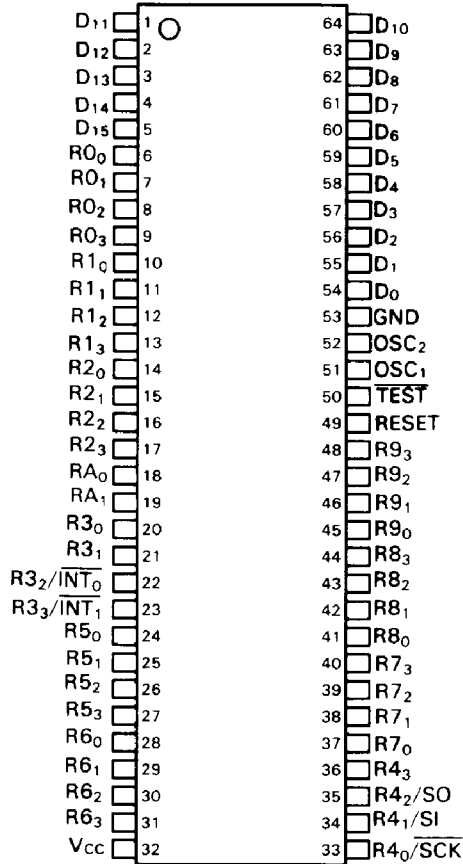 D₁₁ 1 64 D₁₀
D₁₂ 2 63 D₉
D₁₃ 3 62 D₈
D₁₄ 4 61 D₇
D₁₅ 5 60 D₆
R0₀ 6 59 D₅
R0₁ 7 58 D₄
R0₂ 8 57 D₃
R0₃ 9 56 D₂
R1₀ 10 55 D₁
R1₁ 11 54 D₀
R1₂ 12 53 GND
R1₃ 13 52 OSC₂
R2₀ 14 51 OSC₁
R2₁ 15 50 T̅E̅S̅T̅
R2₂ 16 49 RESET
R2₃ 17 48 R9₃
RA₀ 18 47 R9₂
RA₁ 19 46 R9₁
R3₀ 20 45 R9₀
R3₁ 21 44 R8₃
R3₂/I̅N̅T̅₀ 22 43 R8₂
R3₃/I̅N̅T̅₁ 23 42 R8₁
R5₀ 24 41 R8₀
R5₁ 25 40 R7₃
R5₂ 26 39 R7₂
R5₃ 27 38 R7₁
R6₀ 28 37 R7₀
R6₁ 29 36 R4₃
R6₂ 30 35 R4₂/SO
R6₃ 31 34 R4₁/SI
Vcc 32 33 R4₀/S̅C̅K̅